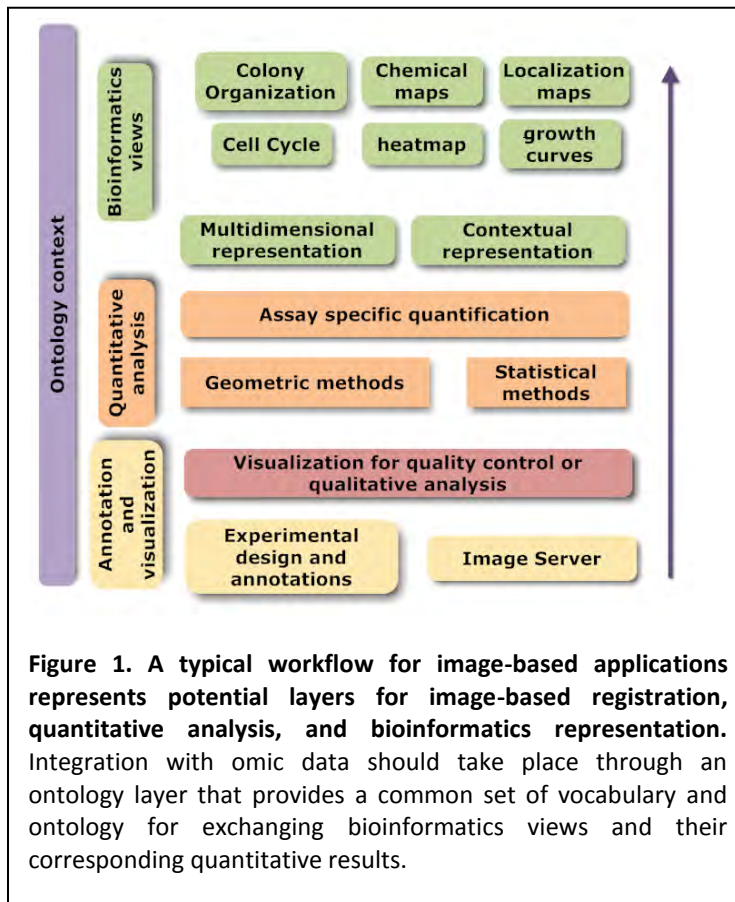 Ontology context
Bioinformatics
views
Colony
Organization
Chemical
maps
Localization
maps
Cell Cycle
heatmap
growth
curves
Multidimensional
representation
Contextual
representation
Quantitative
analysis
Assay specific quantification
Geometric methods
Statistical
methods
Annotation
and
visualization
Visualization for quality control or
qualitative analysis
Experimental
design and
annotations
Image Server
Figure 1. A typical workflow for image-based applications
represents potential layers for image-based registration,
quantitative analysis, and bioinformatics representation.
Integration with omic data should take place through an
ontology layer that provides a common set of vocabulary and
ontology for exchanging bioinformatics views and their
corresponding quantitative results.